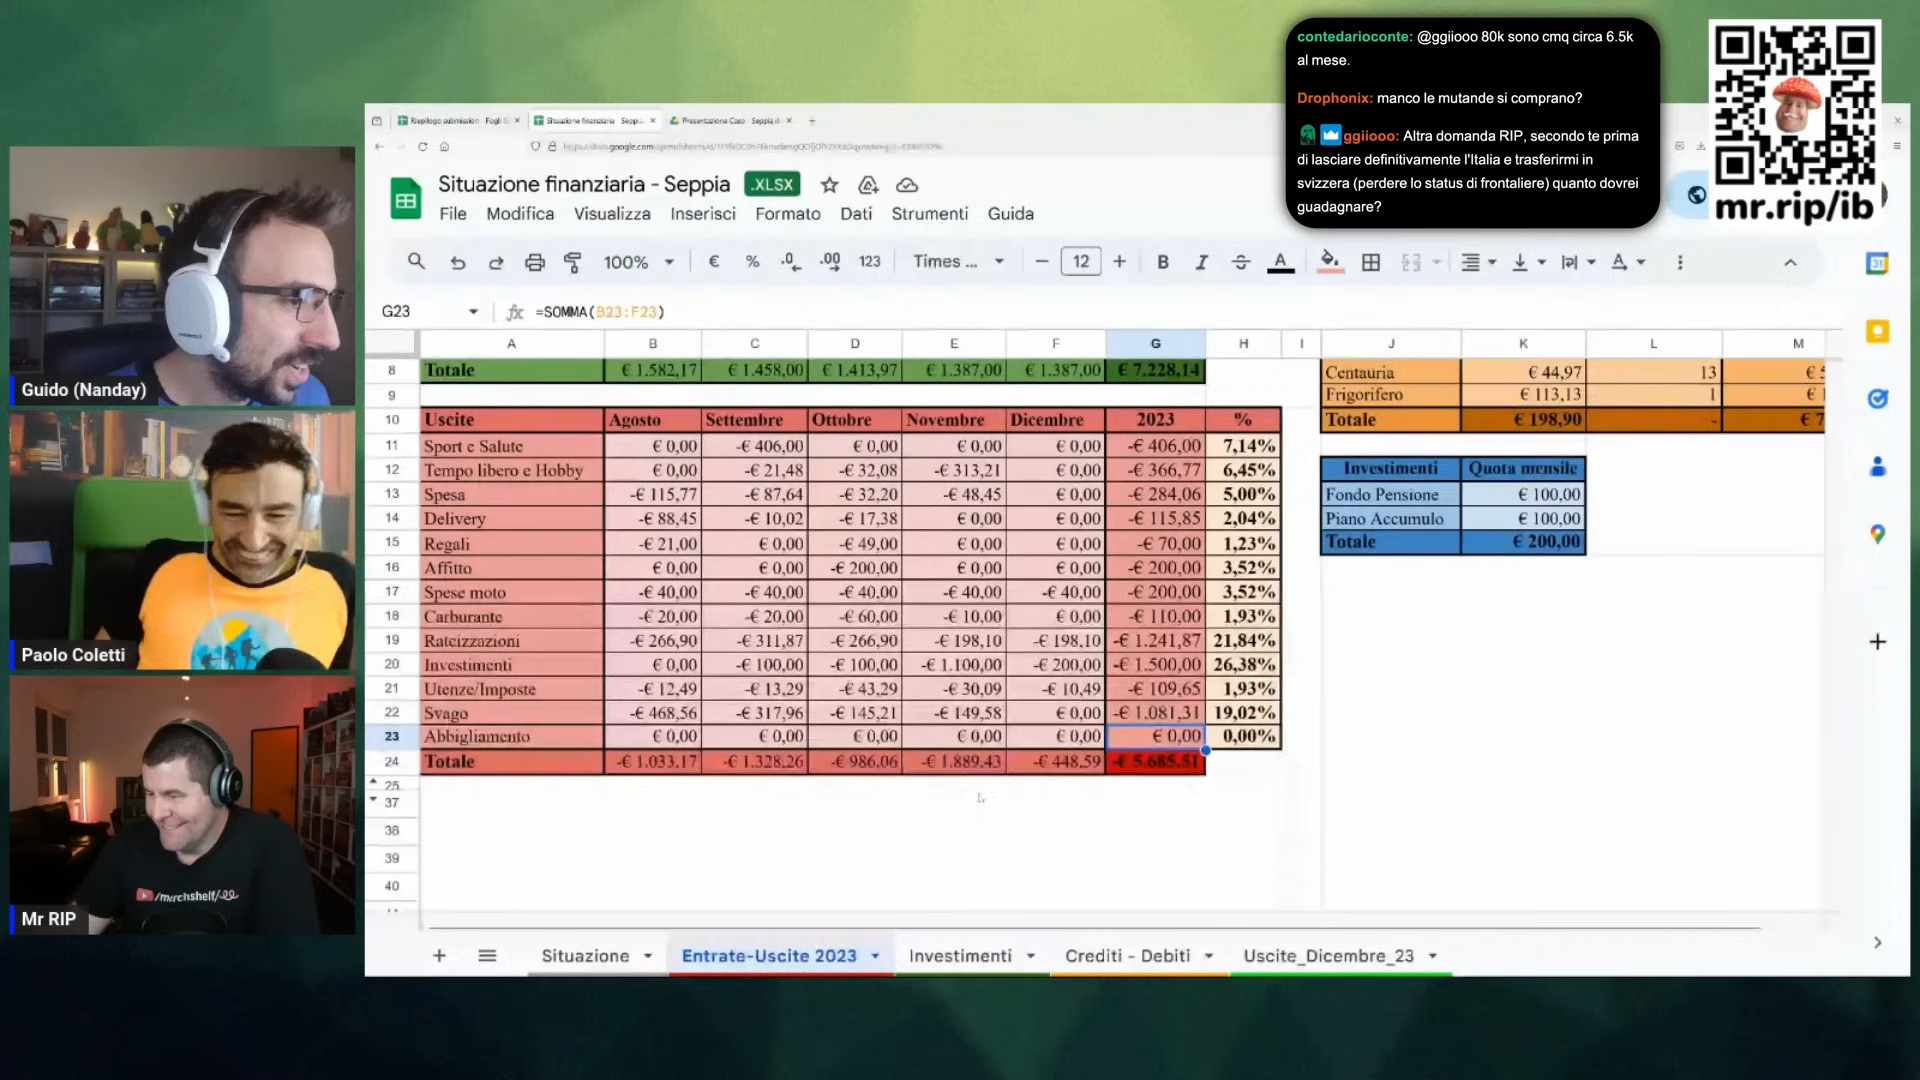 contedarioconte: @ggiiooo 80k sono cmq circa 6.5k
al mese.
Drophonix: manco le mutande si comprano?
ggiiooo: Altra domanda RIP, secondo te prima
di lasciare definitivamente l'Italia e trasferirmi in
svizzera (perdere lo status di frontaliere) quanto dovrei
guadagnare?
mr.rip/ib
Situazione finanziaria - Seppia .XLSX
File Modifica Visualizza Inserisci Formato Dati Strumenti Guida
100% € % .0 .00 123 Times ... − 12 + B I S A
G23 fx =SOMMA(B23:F23)
A B C D E F G H I J K L M
8 Totale € 1.582,17 € 1.458,00 € 1.413,97 € 1.387,00 € 1.387,00 € 7.228,14
9
10 Uscite Agosto Settembre Ottobre Novembre Dicembre 2023 %
11 Sport e Salute € 0,00 -€ 406,00 € 0,00 € 0,00 € 0,00 -€ 406,00 7,14%
12 Tempo libero e Hobby € 0,00 -€ 21,48 -€ 32,08 -€ 313,21 € 0,00 -€ 366,77 6,45%
13 Spesa -€ 115,77 -€ 87,64 -€ 32,20 -€ 48,45 € 0,00 -€ 284,06 5,00%
14 Delivery -€ 88,45 -€ 10,02 -€ 17,38 € 0,00 € 0,00 -€ 115,85 2,04%
15 Regali -€ 21,00 € 0,00 -€ 49,00 € 0,00 € 0,00 -€ 70,00 1,23%
16 Affitto € 0,00 € 0,00 -€ 200,00 € 0,00 € 0,00 -€ 200,00 3,52%
17 Spese moto -€ 40,00 -€ 40,00 -€ 40,00 -€ 40,00 -€ 40,00 -€ 200,00 3,52%
18 Carburante -€ 20,00 -€ 20,00 -€ 60,00 -€ 10,00 € 0,00 -€ 110,00 1,93%
19 Rateizzazioni -€ 266,90 -€ 311,87 -€ 266,90 -€ 198,10 -€ 198,10 -€ 1.241,87 21,84%
20 Investimenti € 0,00 -€ 100,00 -€ 100,00 -€ 1.100,00 -€ 200,00 -€ 1.500,00 26,38%
21 Utenze/Imposte -€ 12,49 -€ 13,29 -€ 43,29 -€ 30,09 -€ 10,49 -€ 109,65 1,93%
22 Svago -€ 468,56 -€ 317,96 -€ 145,21 -€ 149,58 € 0,00 -€ 1.081,31 19,02%
23 Abbigliamento € 0,00 € 0,00 € 0,00 € 0,00 € 0,00 € 0,00 0,00%
24 Totale -€ 1.033,17 -€ 1.328,26 -€ 986,06 -€ 1.889,43 -€ 448,59 -€ 5.685,51
25
37
38
39
40
Centauria € 44,97 13
Frigorifero € 113,13 1
Totale € 198,90 - € 7
Investimenti Quota mensile
Fondo Pensione € 100,00
Piano Accumulo € 100,00
Totale € 200,00
+ Situazione Entrate-Uscite 2023 Investimenti Crediti - Debiti Uscite_Dicembre_23
Guido (Nanday)
Paolo Coletti
/merchshelf/
Mr RIP
31